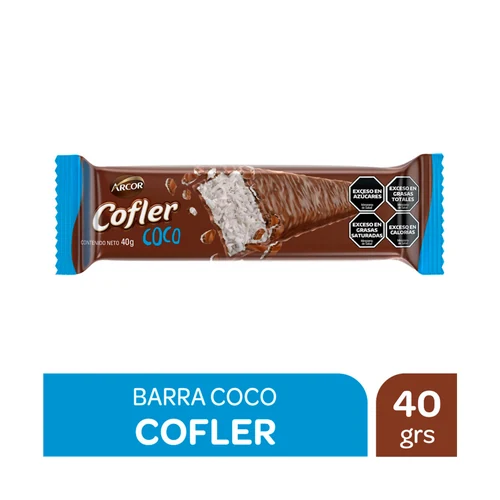 ARCOR
Cofler
COCO
CONTENIDO NETO 40g
EXCESO EN
AZÚCARES
EXCESO EN
GRASAS
TOTALES
EXCESO EN
GRASAS
SATURADAS
EXCESO EN
CALORÍAS
BARRA COCO
COFLER
40
grs